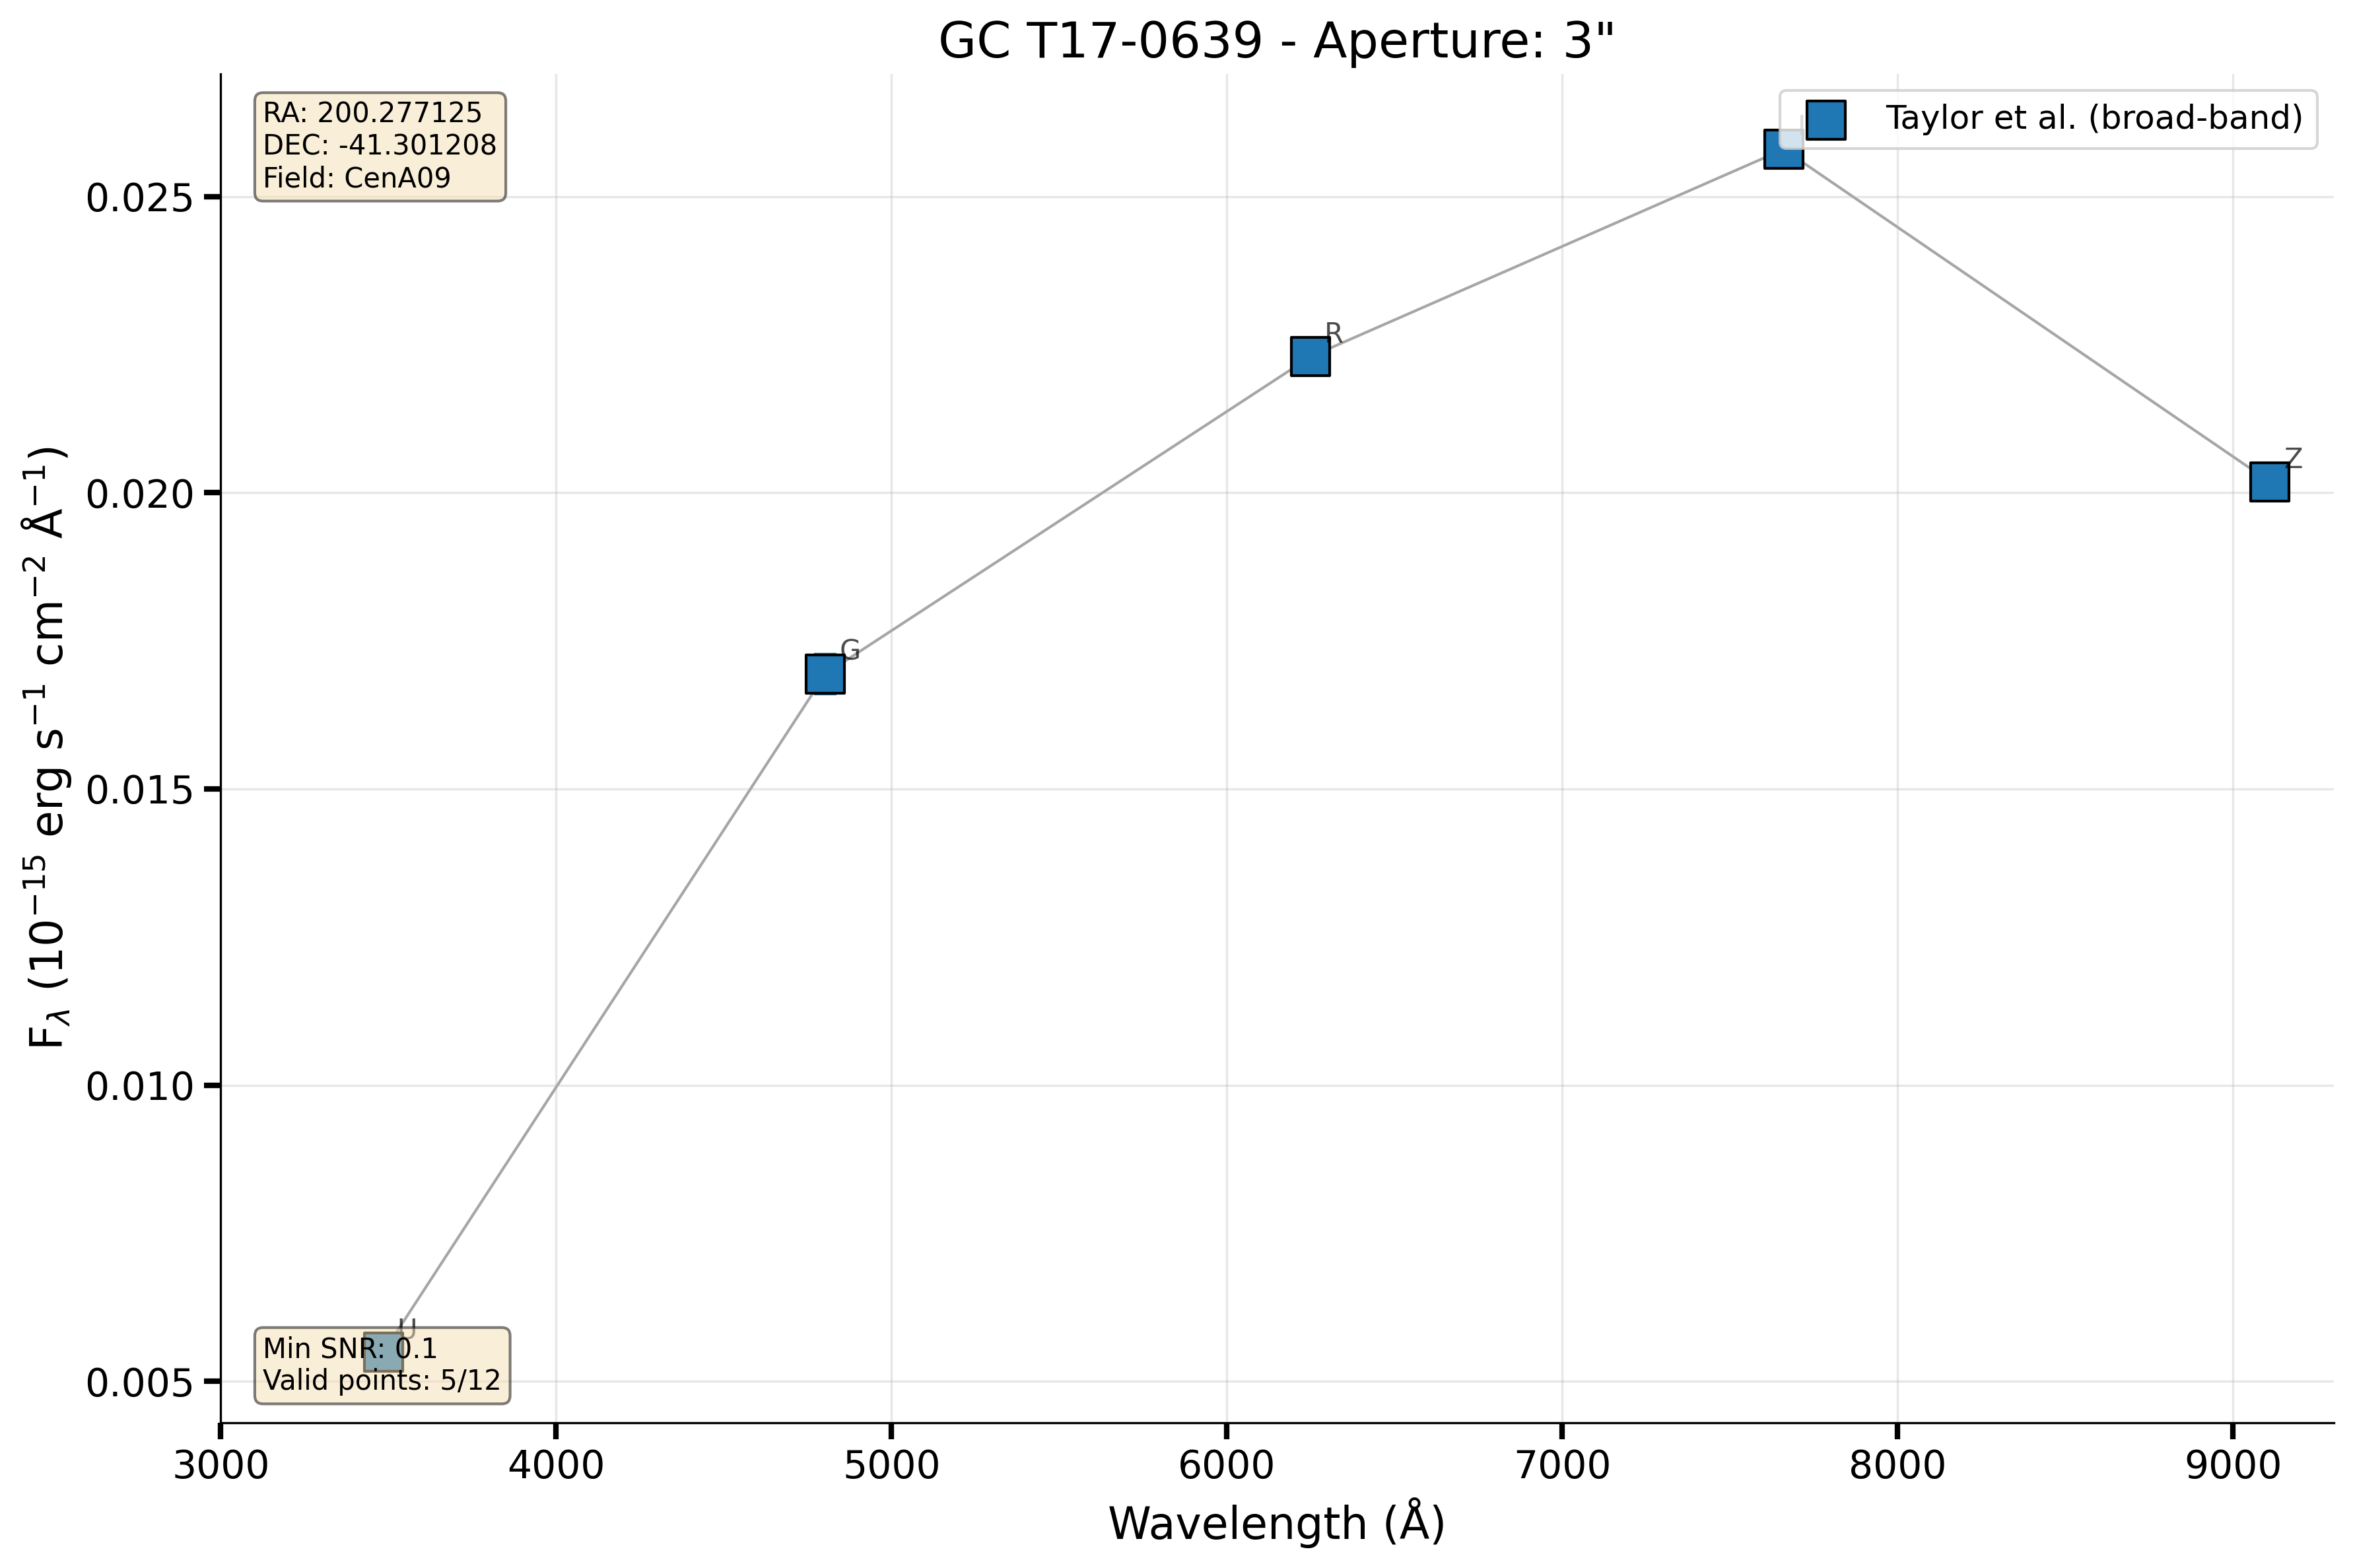 GC T17-0639 - Aperture: 3"
RA: 200.277125
DEC: -41.301208
Field: CenA09
Taylor et al. (broad-band)
I
R
Z
G
U
Min SNR: 0.1
Valid points: 5/12
0.025
0.020
0.015
0.010
0.005
F_λ (10⁻¹⁵ erg s⁻¹ cm⁻² Å⁻¹)
3000 4000 5000 6000 7000 8000 9000
Wavelength (Å)